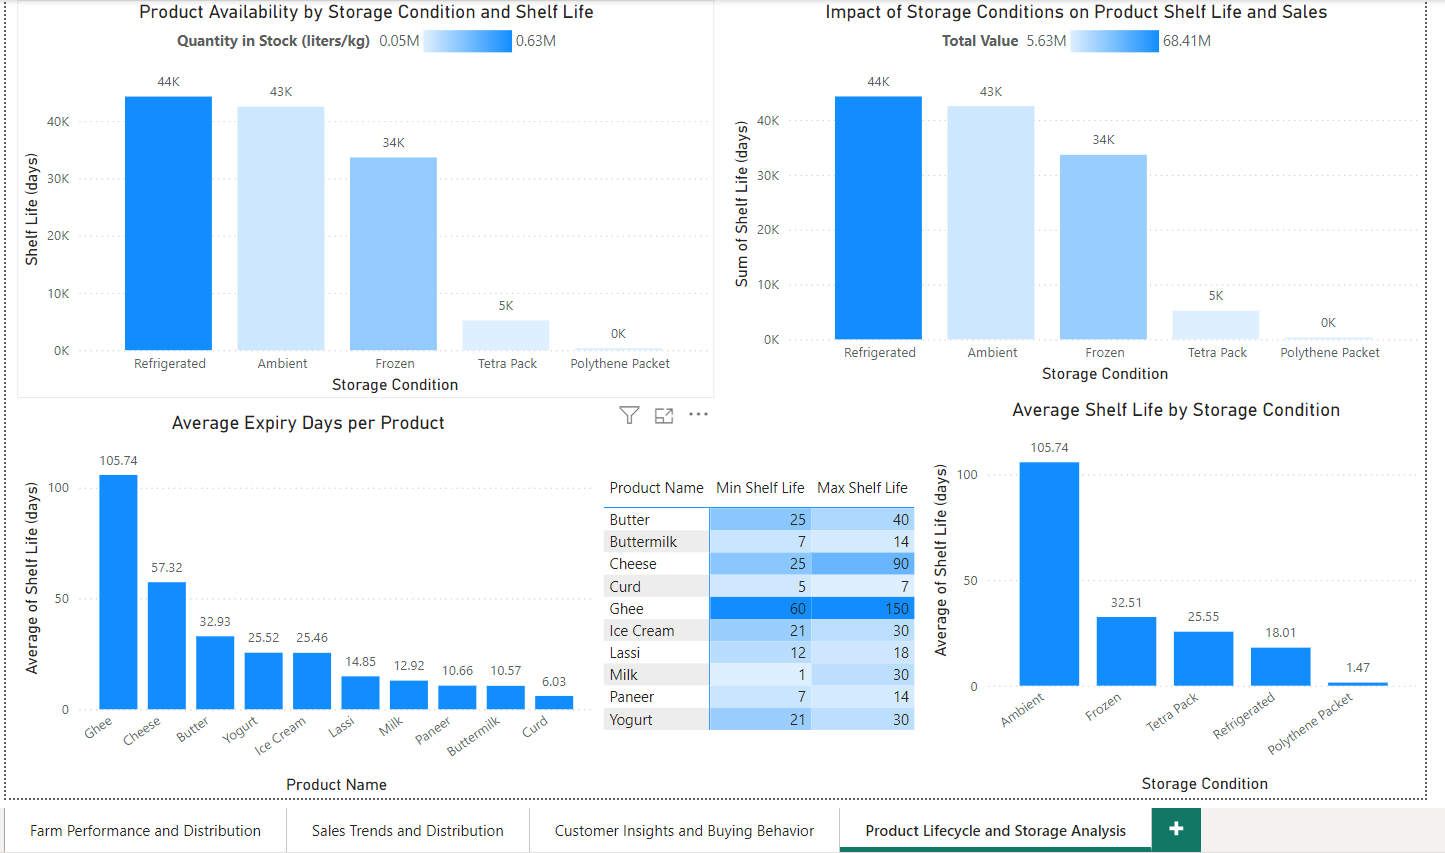 Product Availability by Storage Condition and Shelf Life
Quantity in Stock (liters/kg) 0.05M 0.63M
Shelf Life (days)
40K
30K
20K
10K
0K
44K
43K
34K
5K
0K
Refrigerated
Ambient
Frozen
Tetra Pack
Polythene Packet
Storage Condition
Impact of Storage Conditions on Product Shelf Life and Sales
Total Value 5.63M 68.41M
Sum of Shelf Life (days)
40K
30K
20K
10K
0K
44K
43K
34K
5K
0K
Refrigerated
Ambient
Frozen
Tetra Pack
Polythene Packet
Storage Condition
Average Expiry Days per Product
Average of Shelf Life (days)
100
50
0
105.74
57.32
32.93
25.52
25.46
14.85
12.92
10.66
10.57
6.03
Ghee
Cheese
Butter
Yogurt
Ice Cream
Lassi
Milk
Paneer
Buttermilk
Curd
Product Name
Product Name Min Shelf Life Max Shelf Life
Butter 25 40
Buttermilk 7 14
Cheese 25 90
Curd 5 7
Ghee 60 150
Ice Cream 21 30
Lassi 12 18
Milk 1 30
Paneer 7 14
Yogurt 21 30
Average Shelf Life by Storage Condition
Average of Shelf Life (days)
100
50
0
105.74
32.51
25.55
18.01
1.47
Ambient
Frozen
Tetra Pack
Refrigerated
Polythene Packet
Storage Condition
Farm Performance and Distribution
Sales Trends and Distribution
Customer Insights and Buying Behavior
Product Lifecycle and Storage Analysis
+